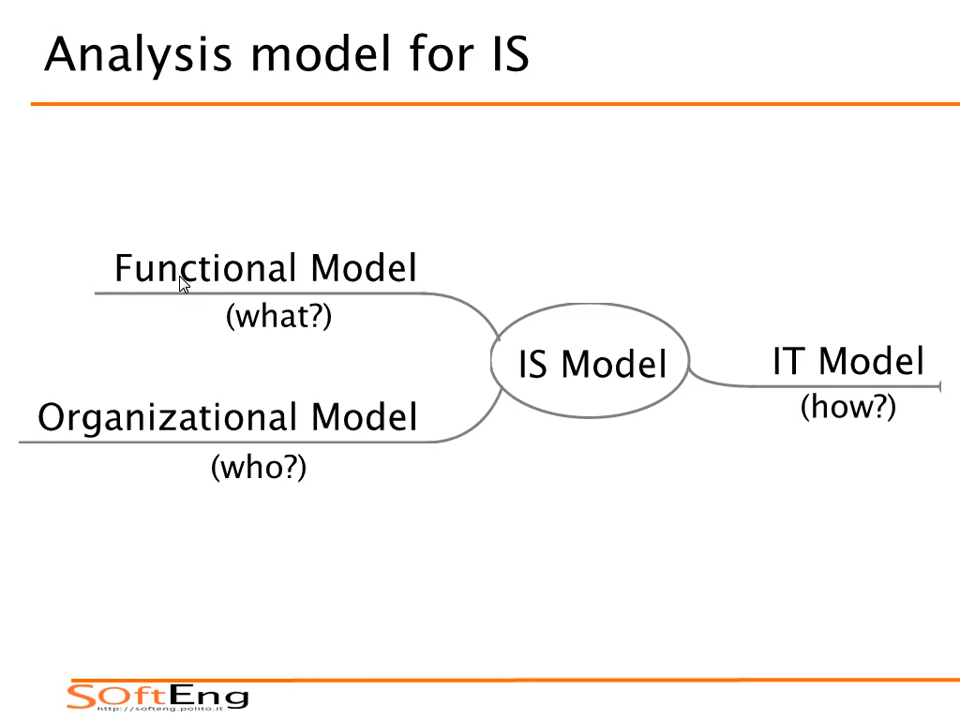 Analysis model for IS
Functional Model
(what?)
IS Model
IT Model
(how?)
Organizational Model
(who?)
SoftEng
http://softeng.polito.it